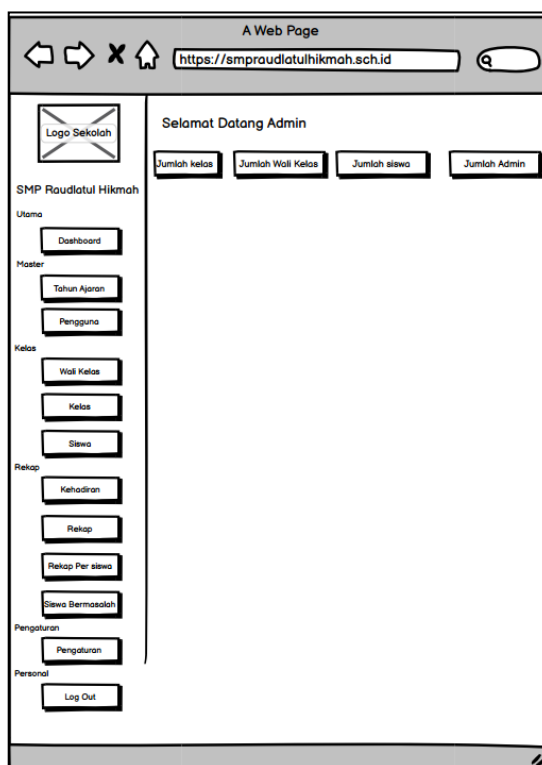 A Web Page
https://smpraudlatulhikmah.sch.id
Logo Sekolah
SMP Raudlatul Hikmah
Utama
Dashboard
Master
Tahun Ajaran
Pengguna
Kelas
Wali Kelas
Kelas
Siswa
Rekap
Kehadiran
Rekap
Rekap Per siswa
Siswa Bermasalah
Pengaturan
Pengaturan
Personal
Log Out
Selamat Datang Admin
Jumlah kelas
Jumlah Wali Kelas
Jumlah siswa
Jumlah Admin